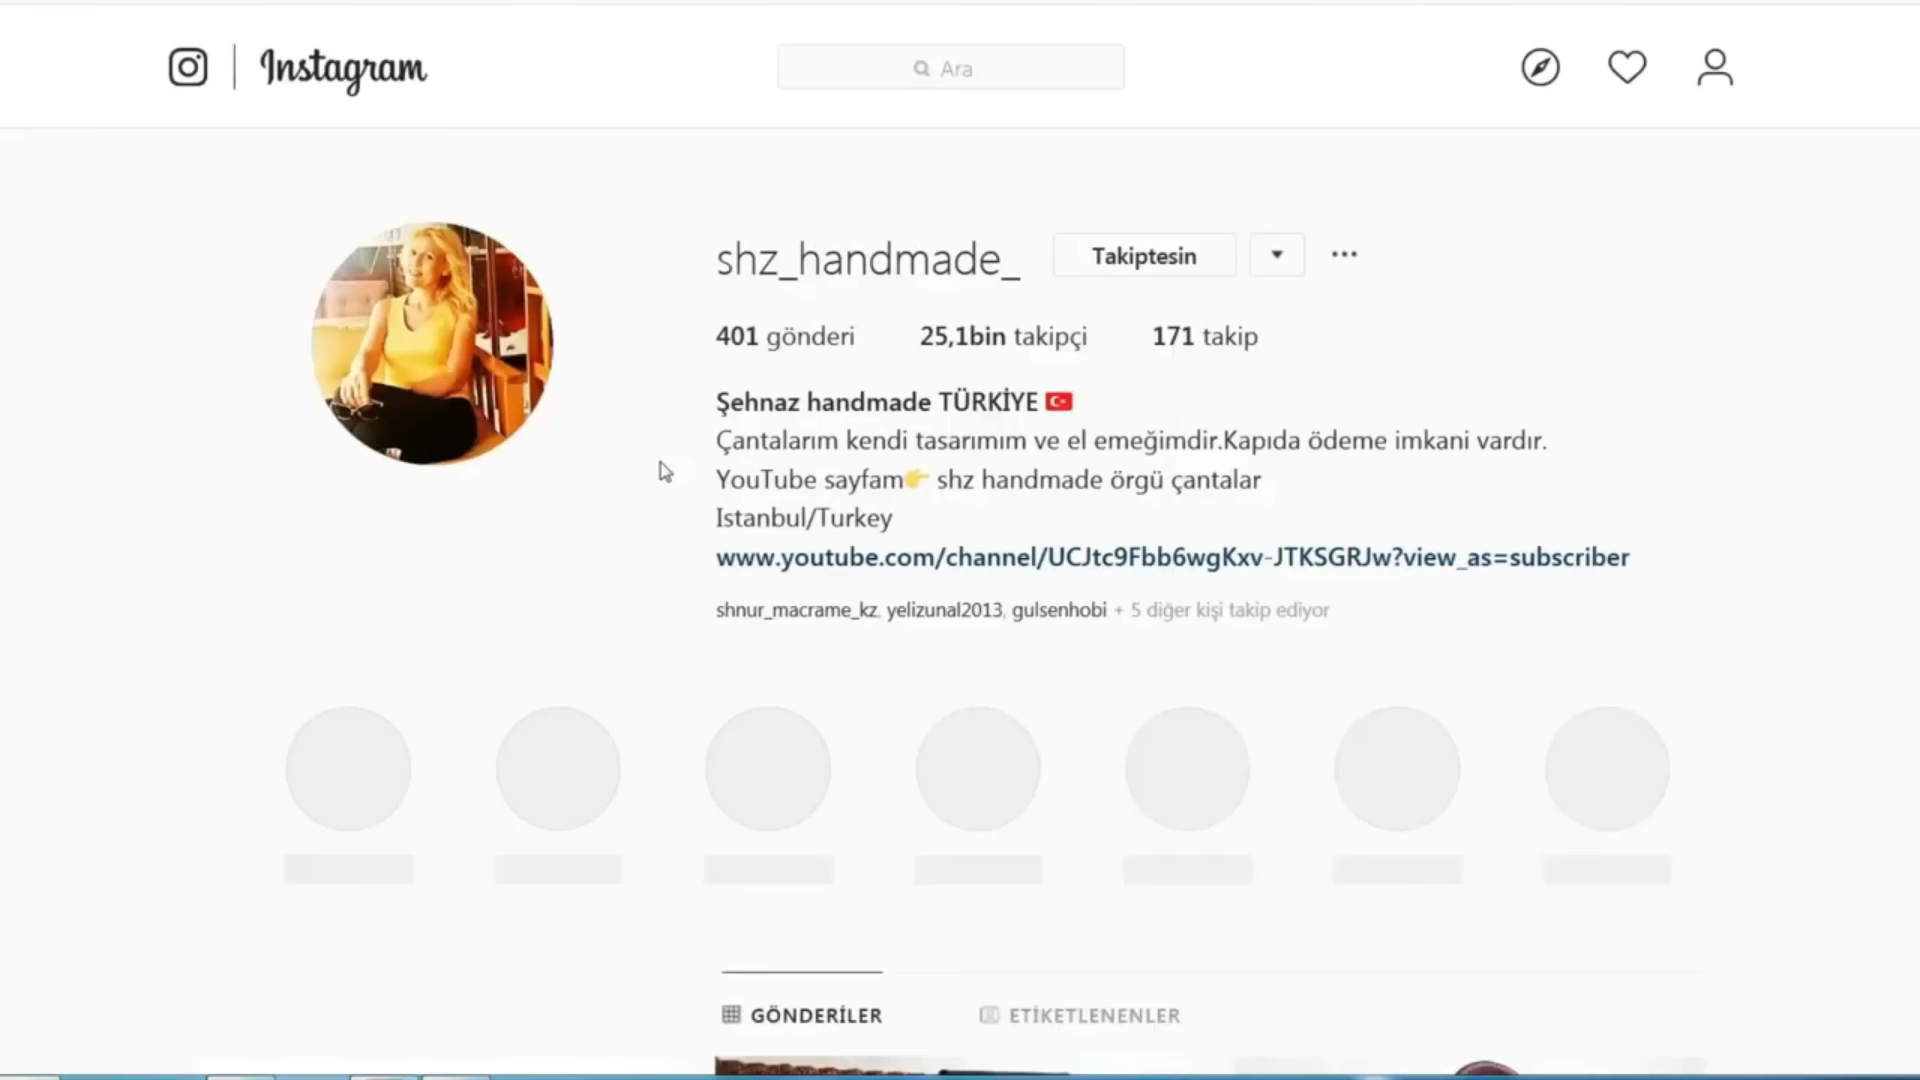 Instagram
Ara
shz_handmade_ Takiptesin
401 gönderi 25,1bin takipçi 171 takip
Şehnaz handmade TÜRKİYE 🇹🇷
Çantalarım kendi tasarımım ve el emeğimdir.Kapıda ödeme imkani vardır.
YouTube sayfam👉 shz handmade örgü çantalar
Istanbul/Turkey
www.youtube.com/channel/UCJtc9Fbb6wgKxv-JTKSGRJw?view_as=subscriber
shnur_macrame_kz, yelizunal2013, gulsenhobi + 5 diğer kişi takip ediyor
GÖNDERİLER ETİKETLENENLER